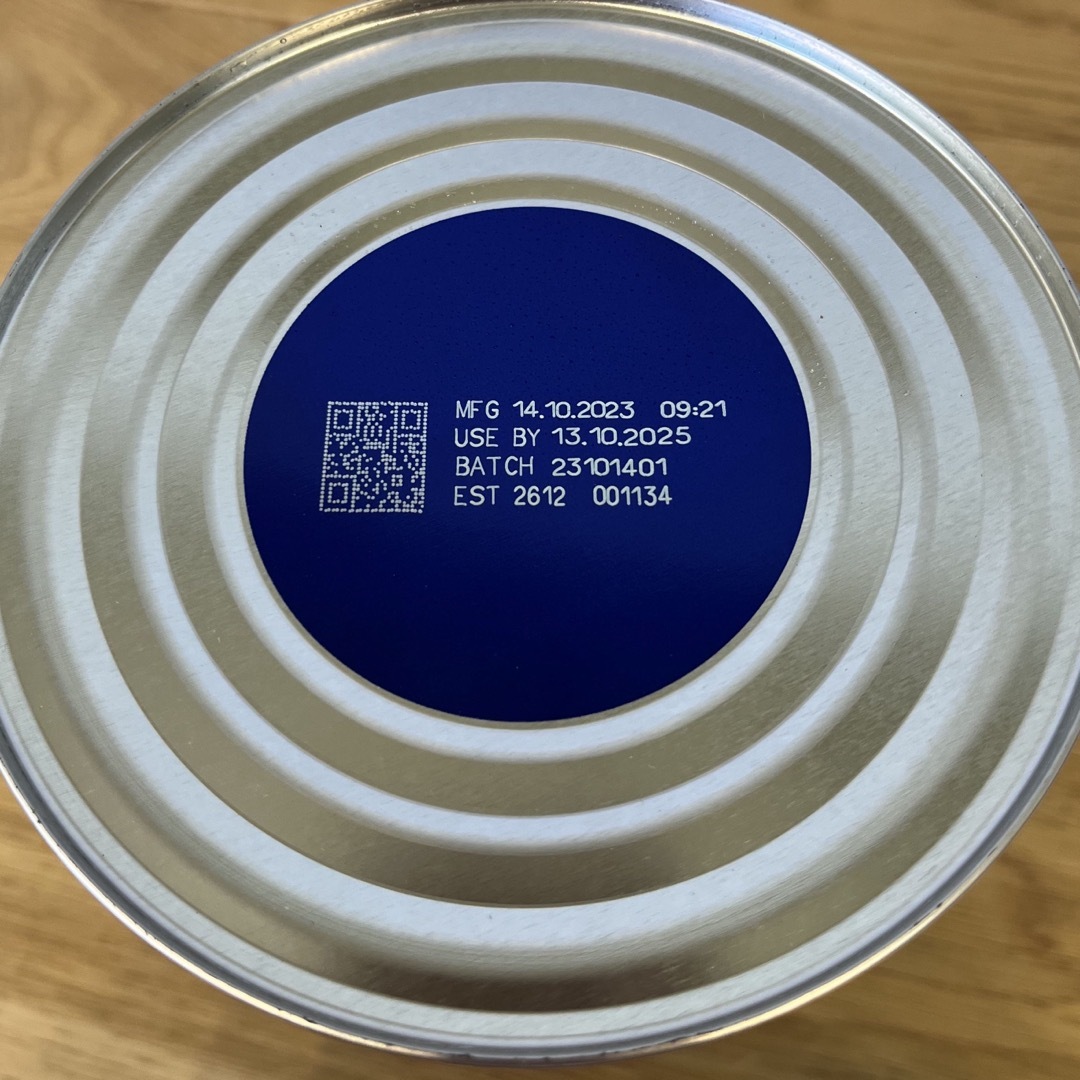 MFG 14.10.2023 09:21
USE BY 13.10.2025
BATCH 23101401
EST 2612 001134